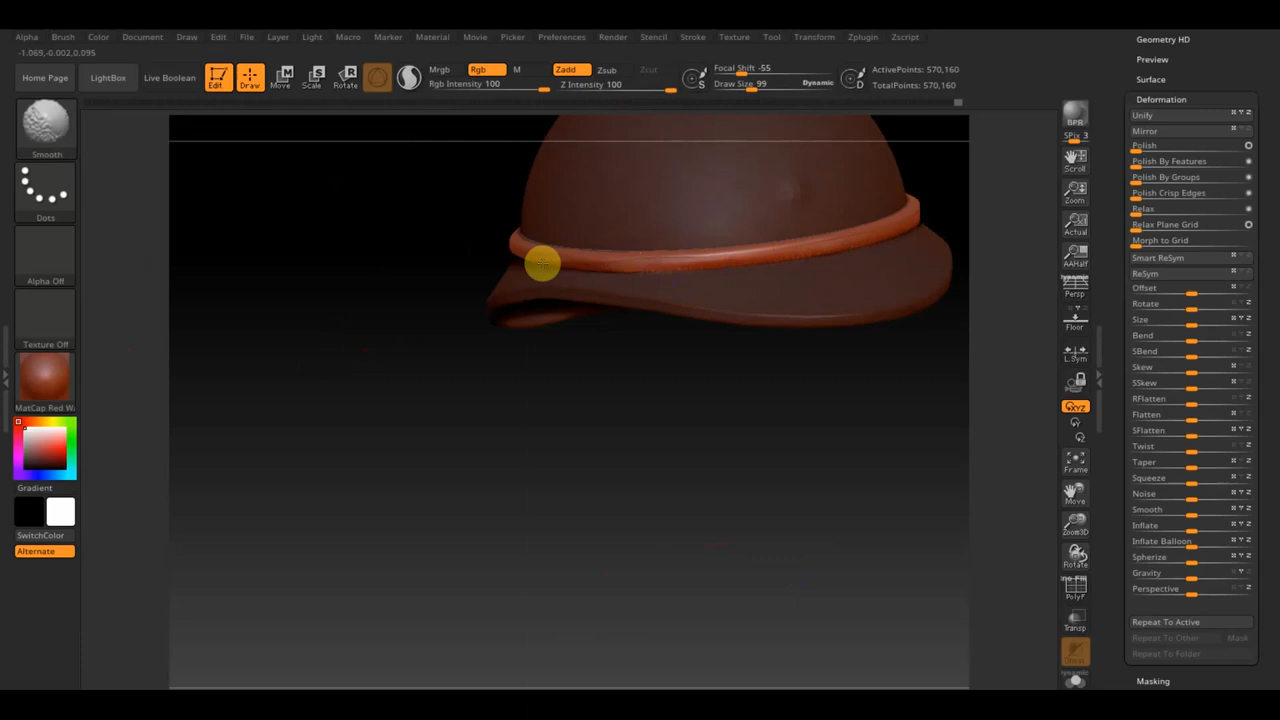 Alpha Brush Color Document Draw Edit File Layer Light Macro Marker Material Movie Picker Preferences Render Stencil Stroke Texture Tool Transform Zplugin Zscript
-1.069,-0.002,0.095
Home Page LightBox Live Boolean Edit Draw Move Scale Rotate
Mrgb Rgb M Zadd Zsub Zcut
Rgb Intensity 100 Z Intensity 100
S Focal Shift -55
Draw Size 99 Dynamic
D ActivePoints: 570,160
TotalPoints: 570,160
Smooth
Dots
Alpha Off
Texture Off
MatCap Red W
Gradient
SwitchColor
Alternate
BPR
SPix 3
Scroll
Zoom
Actual
AAHalf
Dynamic
Persp
Floor
L.Sym
XYZ
Frame
Move
Zoom3D
Rotate
PolyF
Transp
Dynamic
Geometry HD
Preview
Surface
Deformation
Unify
Mirror
Polish
Polish By Features
Polish By Groups
Polish Crisp Edges
Relax
Relax Plane Grid
Morph to Grid
Smart ReSym
ReSym
Offset
Rotate
Size
Bend
SBend
Skew
SSkew
RFlatten
Flatten
SFlatten
Twist
Taper
Squeeze
Noise
Smooth
Inflate
Inflate Balloon
Spherize
Gravity
Perspective
Repeat To Active
Repeat To Other Mask
Repeat To Folder
Masking